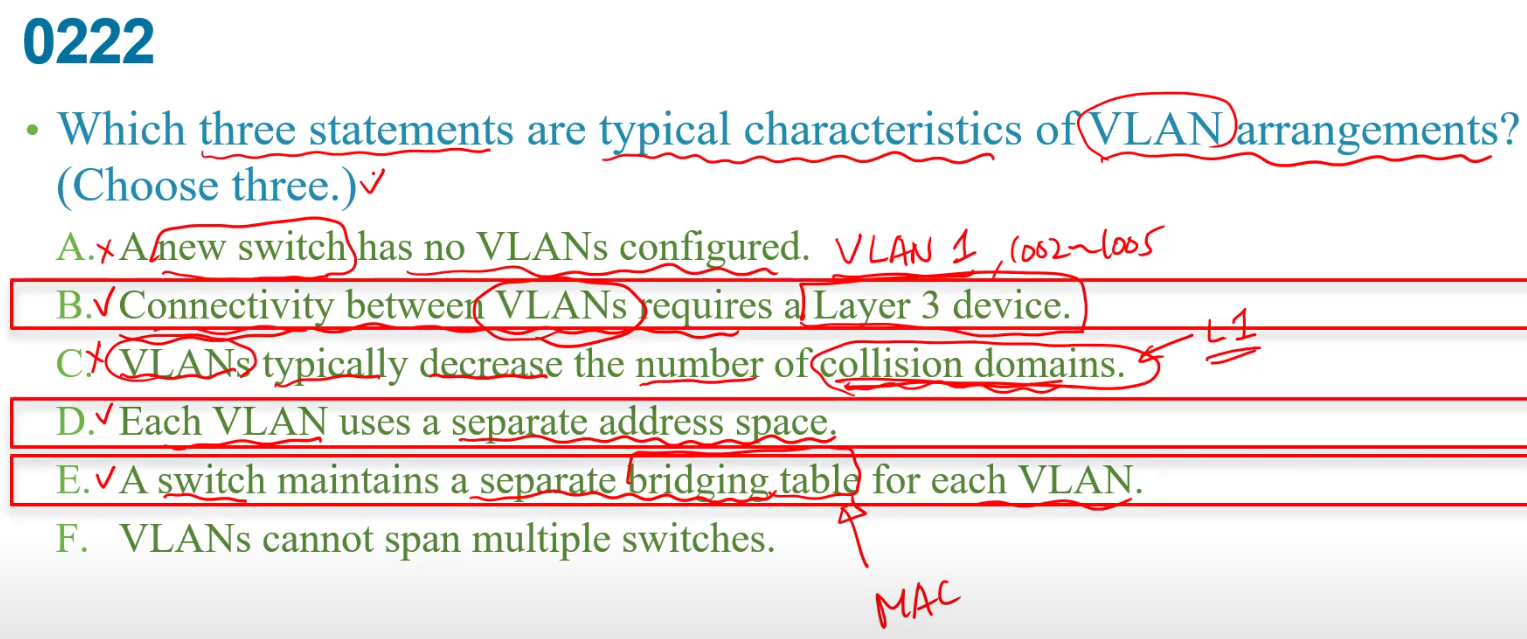 0222
• Which three statements are typical characteristics of VLAN arrangements?
(Choose three.) ✓
A. × A new switch has no VLANs configured. VLAN 1, 1002~1005
B. ✓ Connectivity between VLANs requires a Layer 3 device.
C. × VLANs typically decrease the number of collision domains. L1
D. ✓ Each VLAN uses a separate address space.
E. ✓ A switch maintains a separate bridging table for each VLAN.
F. VLANs cannot span multiple switches.
MAC